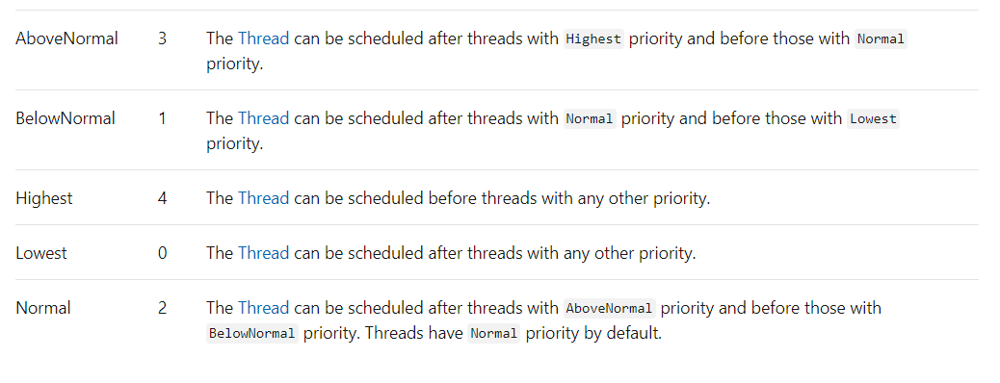 AboveNormal 3 The Thread can be scheduled after threads with Highest priority and before those with Normal
priority.
BelowNormal 1 The Thread can be scheduled after threads with Normal priority and before those with Lowest
priority.
Highest 4 The Thread can be scheduled before threads with any other priority.
Lowest 0 The Thread can be scheduled after threads with any other priority.
Normal 2 The Thread can be scheduled after threads with AboveNormal priority and before those with
BelowNormal priority. Threads have Normal priority by default.